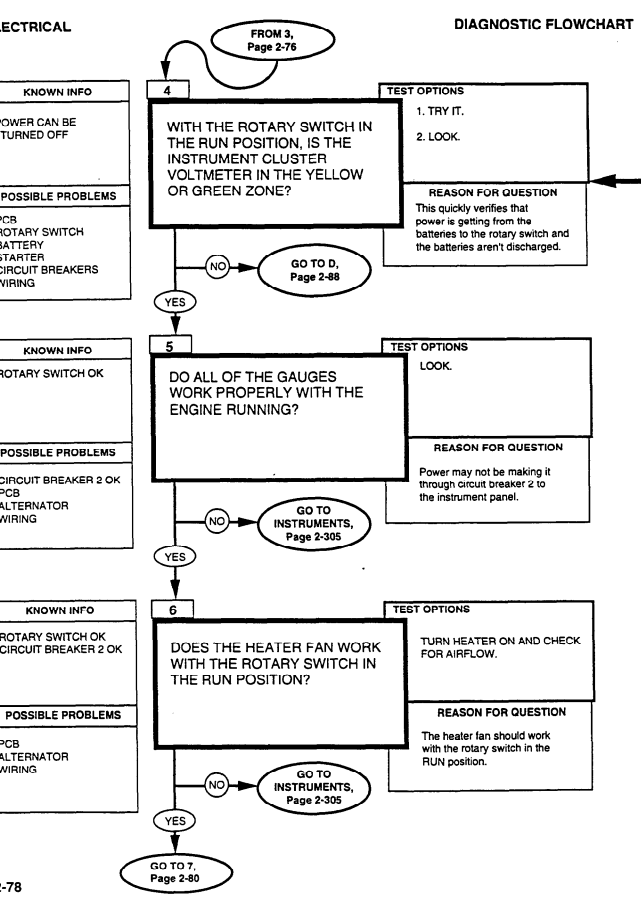 ECTRICAL
DIAGNOSTIC FLOWCHART
FROM 3,
Page 2-76
KNOWN INFO
4
TEST OPTIONS
OWER CAN BE
TURNED OFF
WITH THE ROTARY SWITCH IN
THE RUN POSITION, IS THE
INSTRUMENT CLUSTER
VOLTMETER IN THE YELLOW
OR GREEN ZONE?
1. TRY IT.
2. LOOK.
POSSIBLE PROBLEMS
PCB
ROTARY SWITCH
BATTERY
STARTER
CIRCUIT BREAKERS
WIRING
REASON FOR QUESTION
This quickly verifies that
power is getting from the
batteries to the rotary switch and
the batteries aren't discharged.
NO
GO TO D,
Page 2-88
YES
KNOWN INFO
5
TEST OPTIONS
ROTARY SWITCH OK
DO ALL OF THE GAUGES
WORK PROPERLY WITH THE
ENGINE RUNNING?
LOOK.
POSSIBLE PROBLEMS
CIRCUIT BREAKER 2 OK
PCB
ALTERNATOR
WIRING
REASON FOR QUESTION
Power may not be making it
through circuit breaker 2 to
the instrument panel.
NO
GO TO
INSTRUMENTS,
Page 2-305
YES
KNOWN INFO
6
TEST OPTIONS
ROTARY SWITCH OK
CIRCUIT BREAKER 2 OK
DOES THE HEATER FAN WORK
WITH THE ROTARY SWITCH IN
THE RUN POSITION?
TURN HEATER ON AND CHECK
FOR AIRFLOW.
POSSIBLE PROBLEMS
PCB
ALTERNATOR
WIRING
REASON FOR QUESTION
The heater fan should work
with the rotary switch in the
RUN position.
NO
GO TO
INSTRUMENTS,
Page 2-305
YES
GO TO 7,
Page 2-80
2-78